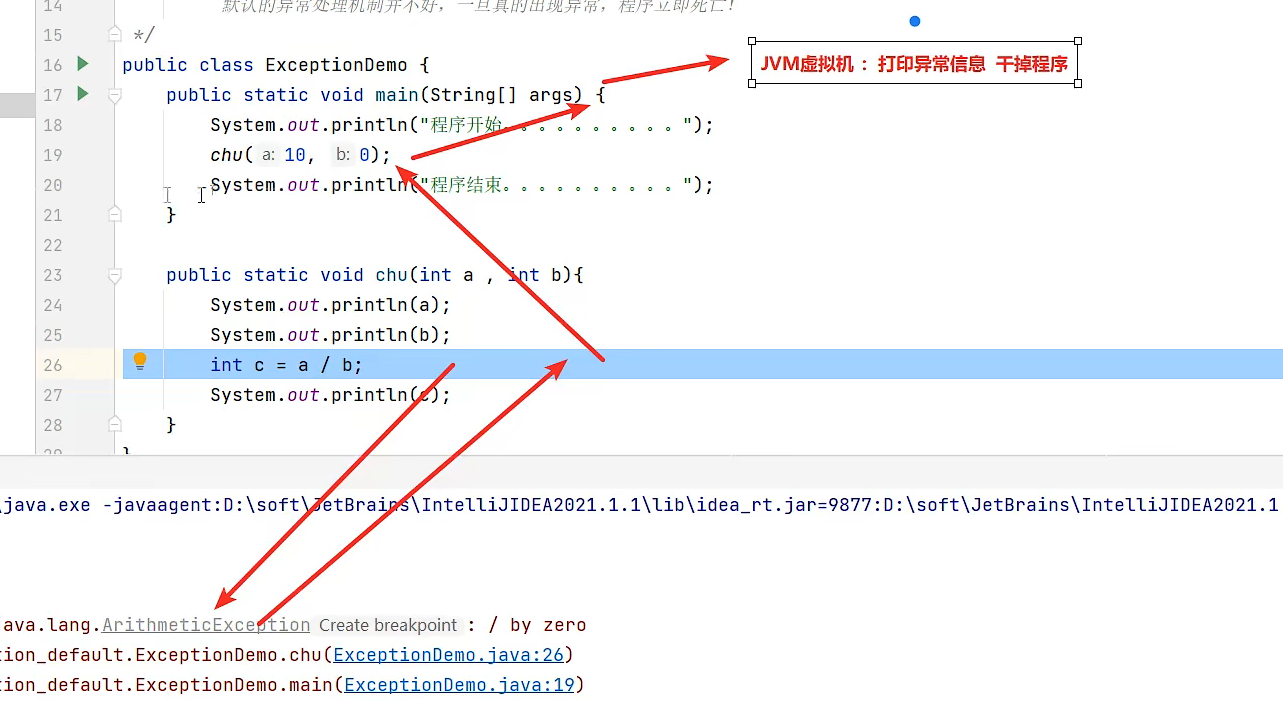 14 默认的异常处理机制并不好，一旦真的出现异常，程序立即死亡！
15 */
16 public class ExceptionDemo {
JVM虚拟机： 打印异常信息 干掉程序
17 public static void main(String[] args) {
18 System.out.println("程序开始。。。。。。。。。。");
19 chu( a: 10, b: 0);
20 System.out.println("程序结束。。。。。。。。。。");
21 }
22
23 public static void chu(int a , int b){
24 System.out.println(a);
25 System.out.println(b);
26 int c = a / b;
27 System.out.println(c);
28 }
29 }
\java.exe -javaagent:D:\soft\JetBrains\IntelliJIDEA2021.1.1\lib\idea_rt.jar=9877:D:\soft\JetBrains\IntelliJIDEA2021.1
ava.lang.ArithmeticException Create breakpoint : / by zero
tion_default.ExceptionDemo.chu(ExceptionDemo.java:26)
tion_default.ExceptionDemo.main(ExceptionDemo.java:19)